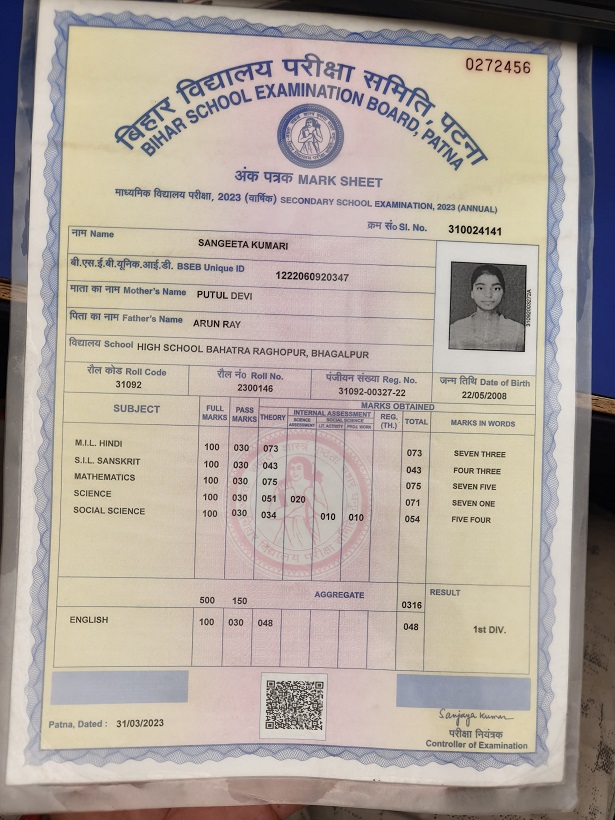 0272456
बिहार विद्यालय परीक्षा समिति, पटना
BIHAR SCHOOL EXAMINATION BOARD, PATNA
अंक पत्रक MARK SHEET
माध्यमिक विद्यालय परीक्षा, 2023 (वार्षिक) SECONDARY SCHOOL EXAMINATION, 2023 (ANNUAL)
क्रम सं० Sl. No. 310024141
नाम Name SANGEETA KUMARI
बी.एस.ई.बी.यूनिक.आई.डी. BSEB Unique ID 1222060920347
माता का नाम Mother's Name PUTUL DEVI
पिता का नाम Father's Name ARUN RAY
विद्यालय School HIGH SCHOOL BAHATRA RAGHOPUR, BHAGALPUR
रौल कोड Roll Code रौल नं० Roll No. पंजीयन संख्या Reg. No. जन्म तिथि Date of Birth
31092 2300146 31092-00327-22 22/05/2008
SUBJECT FULL MARKS PASS MARKS MARKS OBTAINED MARKS IN WORDS
THEORY INTERNAL ASSESSMENT REG. (TH.) TOTAL
SCIENCE ASSESSMENT SOCIAL SCIENCE
LIT. ACTIVITY PROJ. WORK
M.I.L. HINDI 100 030 073 073 SEVEN THREE
S.I.L. SANSKRIT 100 030 043 043 FOUR THREE
MATHEMATICS 100 030 075 075 SEVEN FIVE
SCIENCE 100 030 051 020 071 SEVEN ONE
SOCIAL SCIENCE 100 030 034 010 010 054 FIVE FOUR
500 150 AGGREGATE 0316 RESULT
ENGLISH 100 030 048 048 1st DIV.
Patna, Dated : 31/03/2023
Sanjaya Kumar
परीक्षा नियंत्रक
Controller of Examination